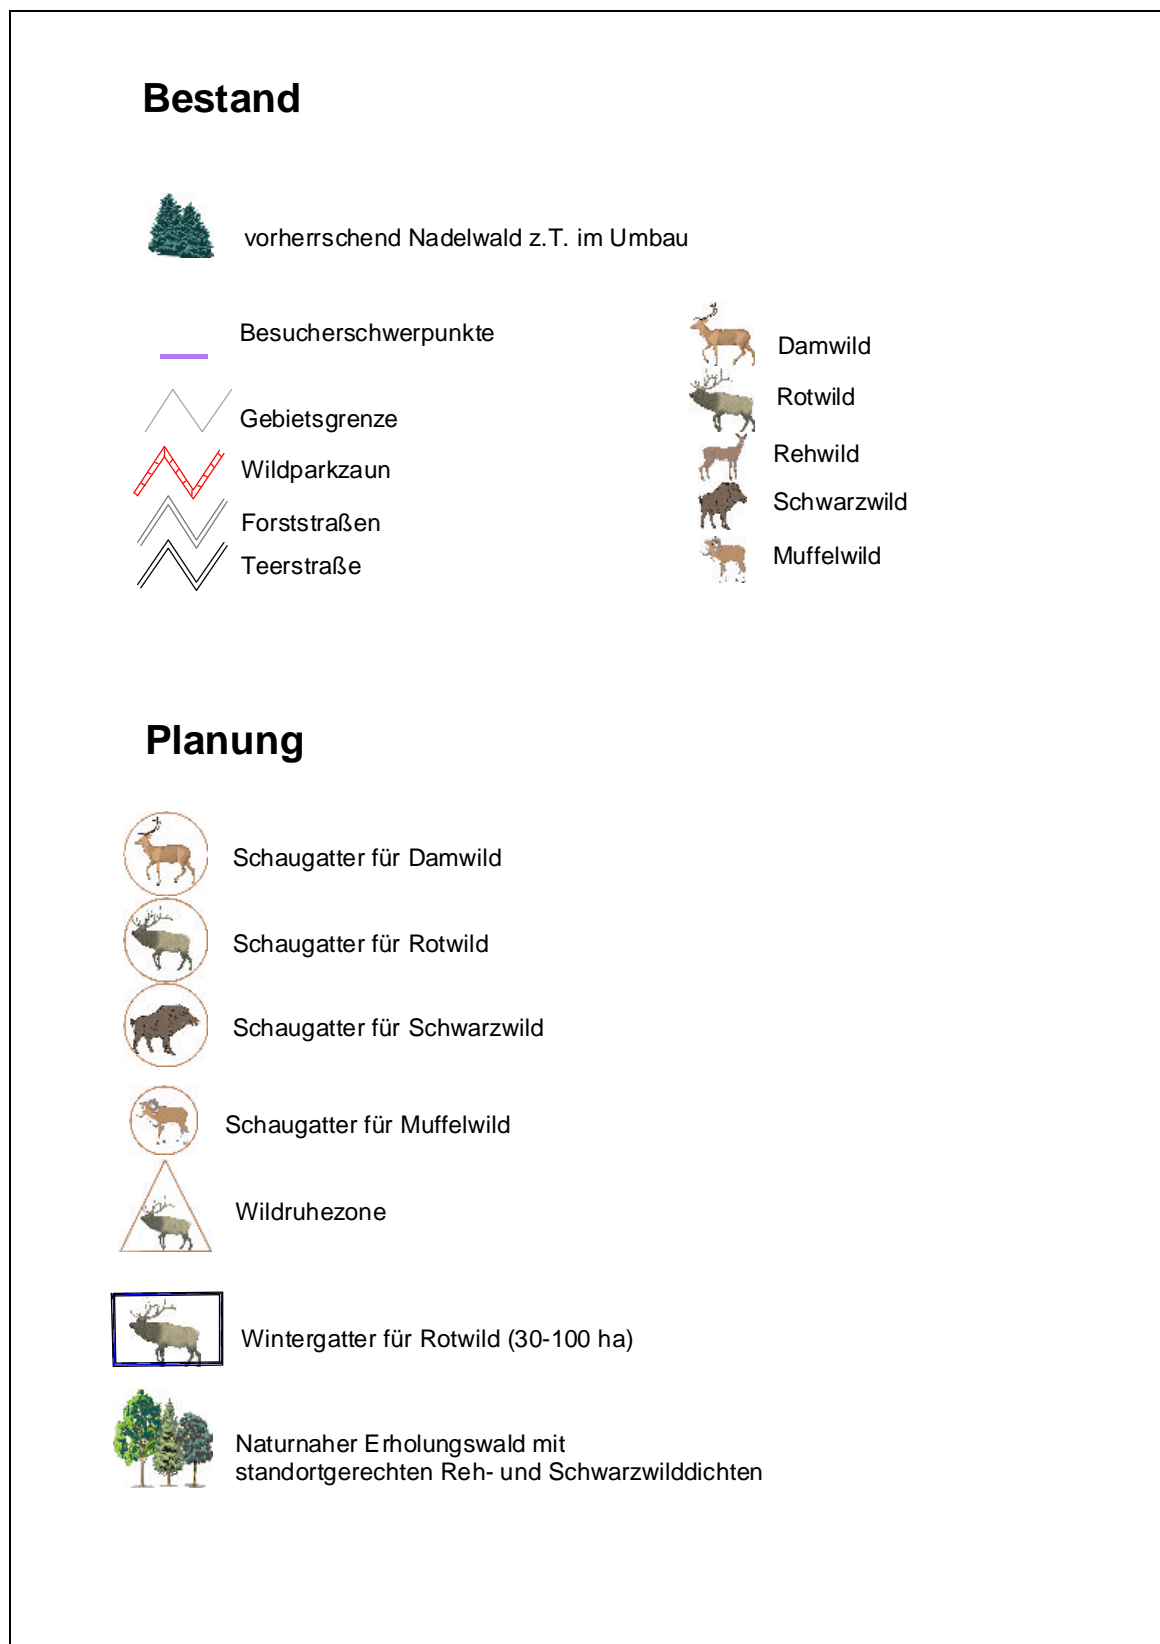 Bestand
vorherrschend Nadelwald z.T. im Umbau
Besucherschwerpunkte
Gebietsgrenze
Wildparkzaun
Forststraßen
Teerstraße
Damwild
Rotwild
Rehwild
Schwarzwild
Muffelwild
Planung
Schaugatter für Damwild
Schaugatter für Rotwild
Schaugatter für Schwarzwild
Schaugatter für Muffelwild
Wildruhezone
Wintergatter für Rotwild (30-100 ha)
Naturnaher Erholungswald mit
standortgerechten Reh- und Schwarzwilddichten